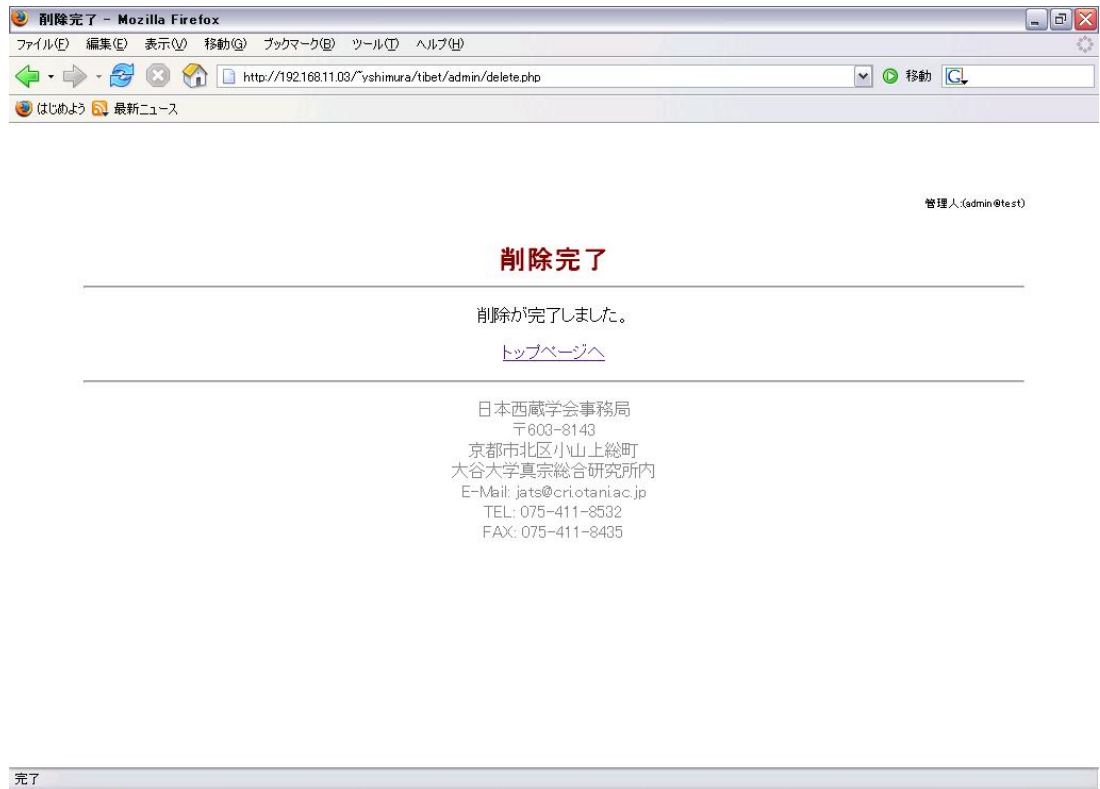 削除完了 - Mozilla Firefox
ファイル(F) 編集(E) 表示(V) 移動(G) ブックマーク(B) ツール(T) ヘルプ(H)
http://192.168.11.03/~yshimura/tibet/admin/delete.php 移動
はじめよう 最新ニュース
管理人:(admin@test)
削除完了
削除が完了しました。
トップページへ
日本西蔵学会事務局
〒603-8143
京都市北区小山上総町
大谷大学真宗総合研究所内
E-Mail: jats@cri.otani.ac.jp
TEL: 075-411-8532
FAX: 075-411-8435
完了